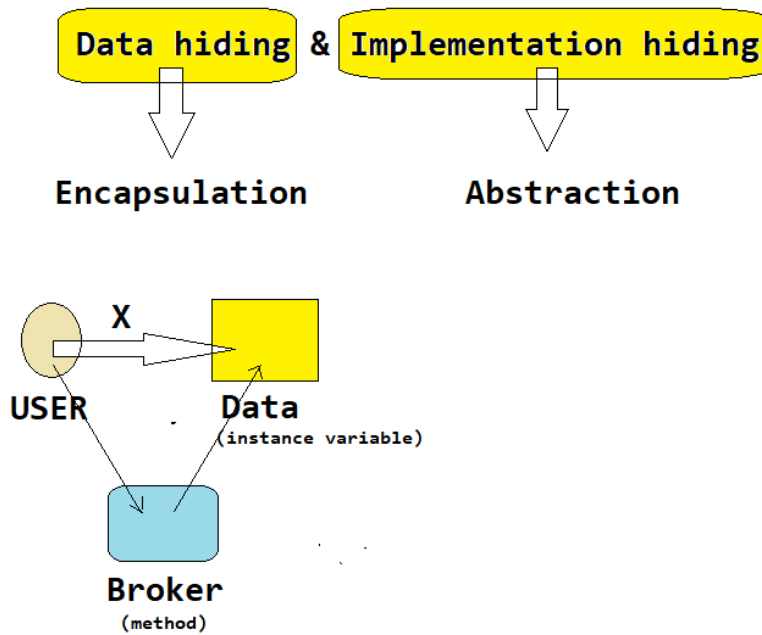 Data hiding & Implementation hiding
Encapsulation Abstraction
X
USER Data
(instance variable)
Broker
(method)